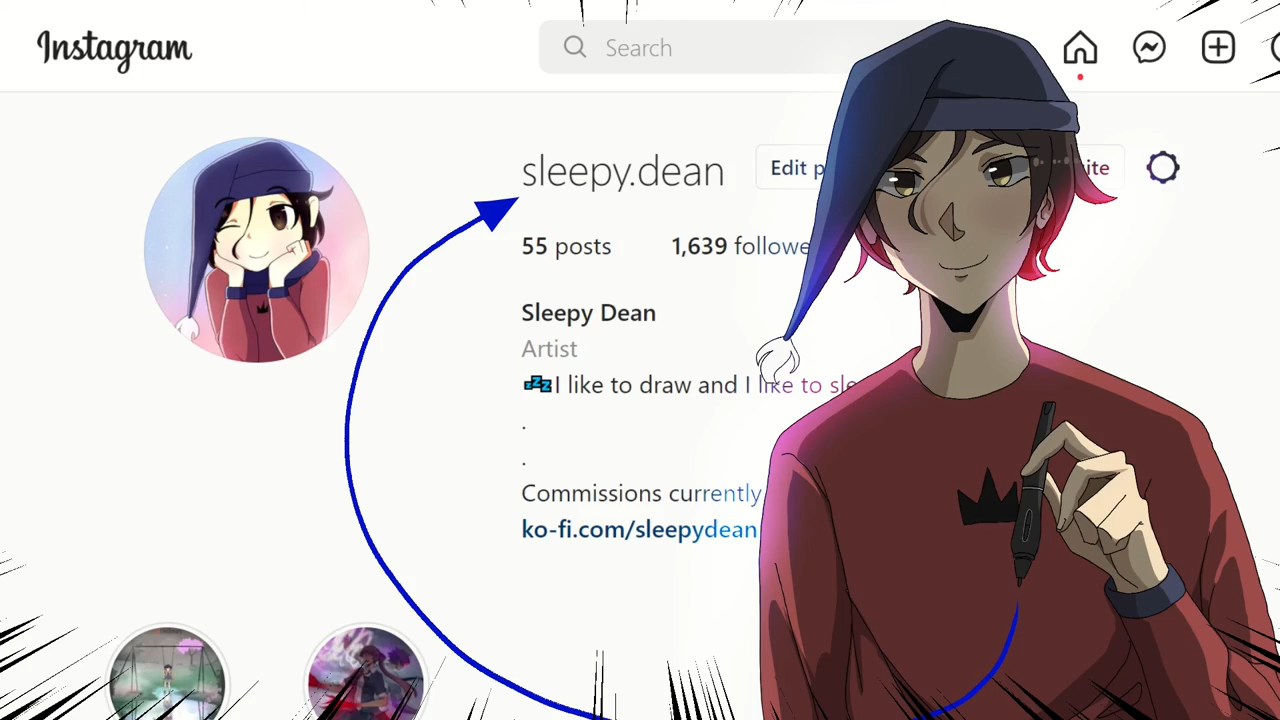 Instagram
Search
sleepy.dean
Edit p
ite
55 posts
1,639 followe
Sleepy Dean
Artist
💤I like to draw and I like to sle
.
.
Commissions currently
ko-fi.com/sleepydean